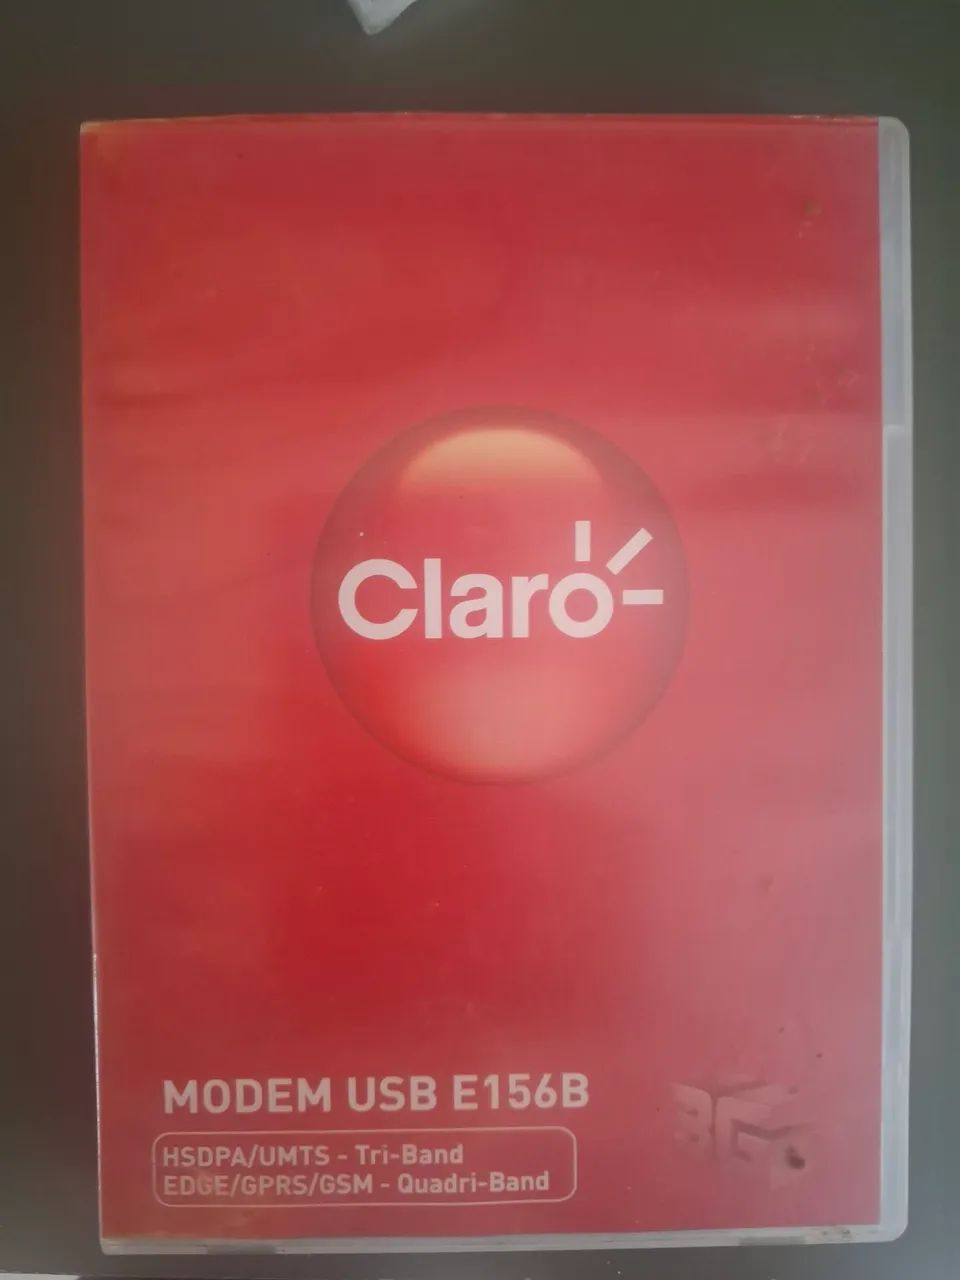 Claro
MODEM USB E156B
3G
HSDPA/UMTS - Tri-Band
EDGE/GPRS/GSM - Quadri-Band